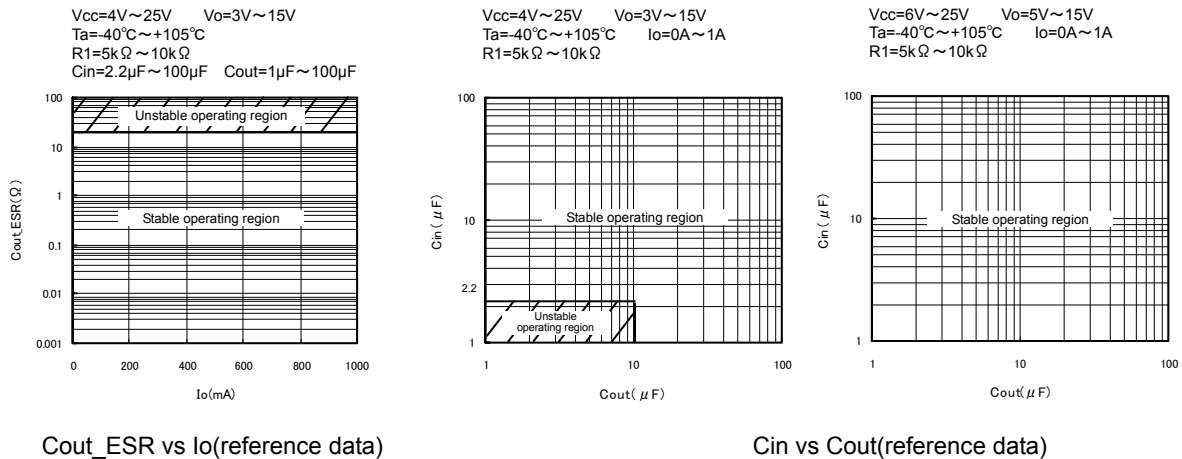 Vcc=4V～25V Vo=3V～15V
Ta=-40℃～+105℃
R1=5kΩ～10kΩ
Cin=2.2μF～100μF Cout=1μF～100μF
100
10
1
0.1
0.01
0.001
Cout_ESR(Ω)
Unstable operating region
Stable operating region
0 200 400 600 800 1000
Io(mA)
Cout_ESR vs Io(reference data)
Vcc=4V～25V Vo=3V～15V
Ta=-40℃～+105℃ Io=0A～1A
R1=5kΩ～10kΩ
100
10
2.2
1
Cin(μF)
Stable operating region
Unstable
operating region
1 10 100
Cout(μF)
Vcc=6V～25V Vo=5V～15V
Ta=-40℃～+105℃ Io=0A～1A
R1=5kΩ～10kΩ
100
10
1
Cin(μF)
Stable operating region
1 10 100
Cout(μF)
Cin vs Cout(reference data)